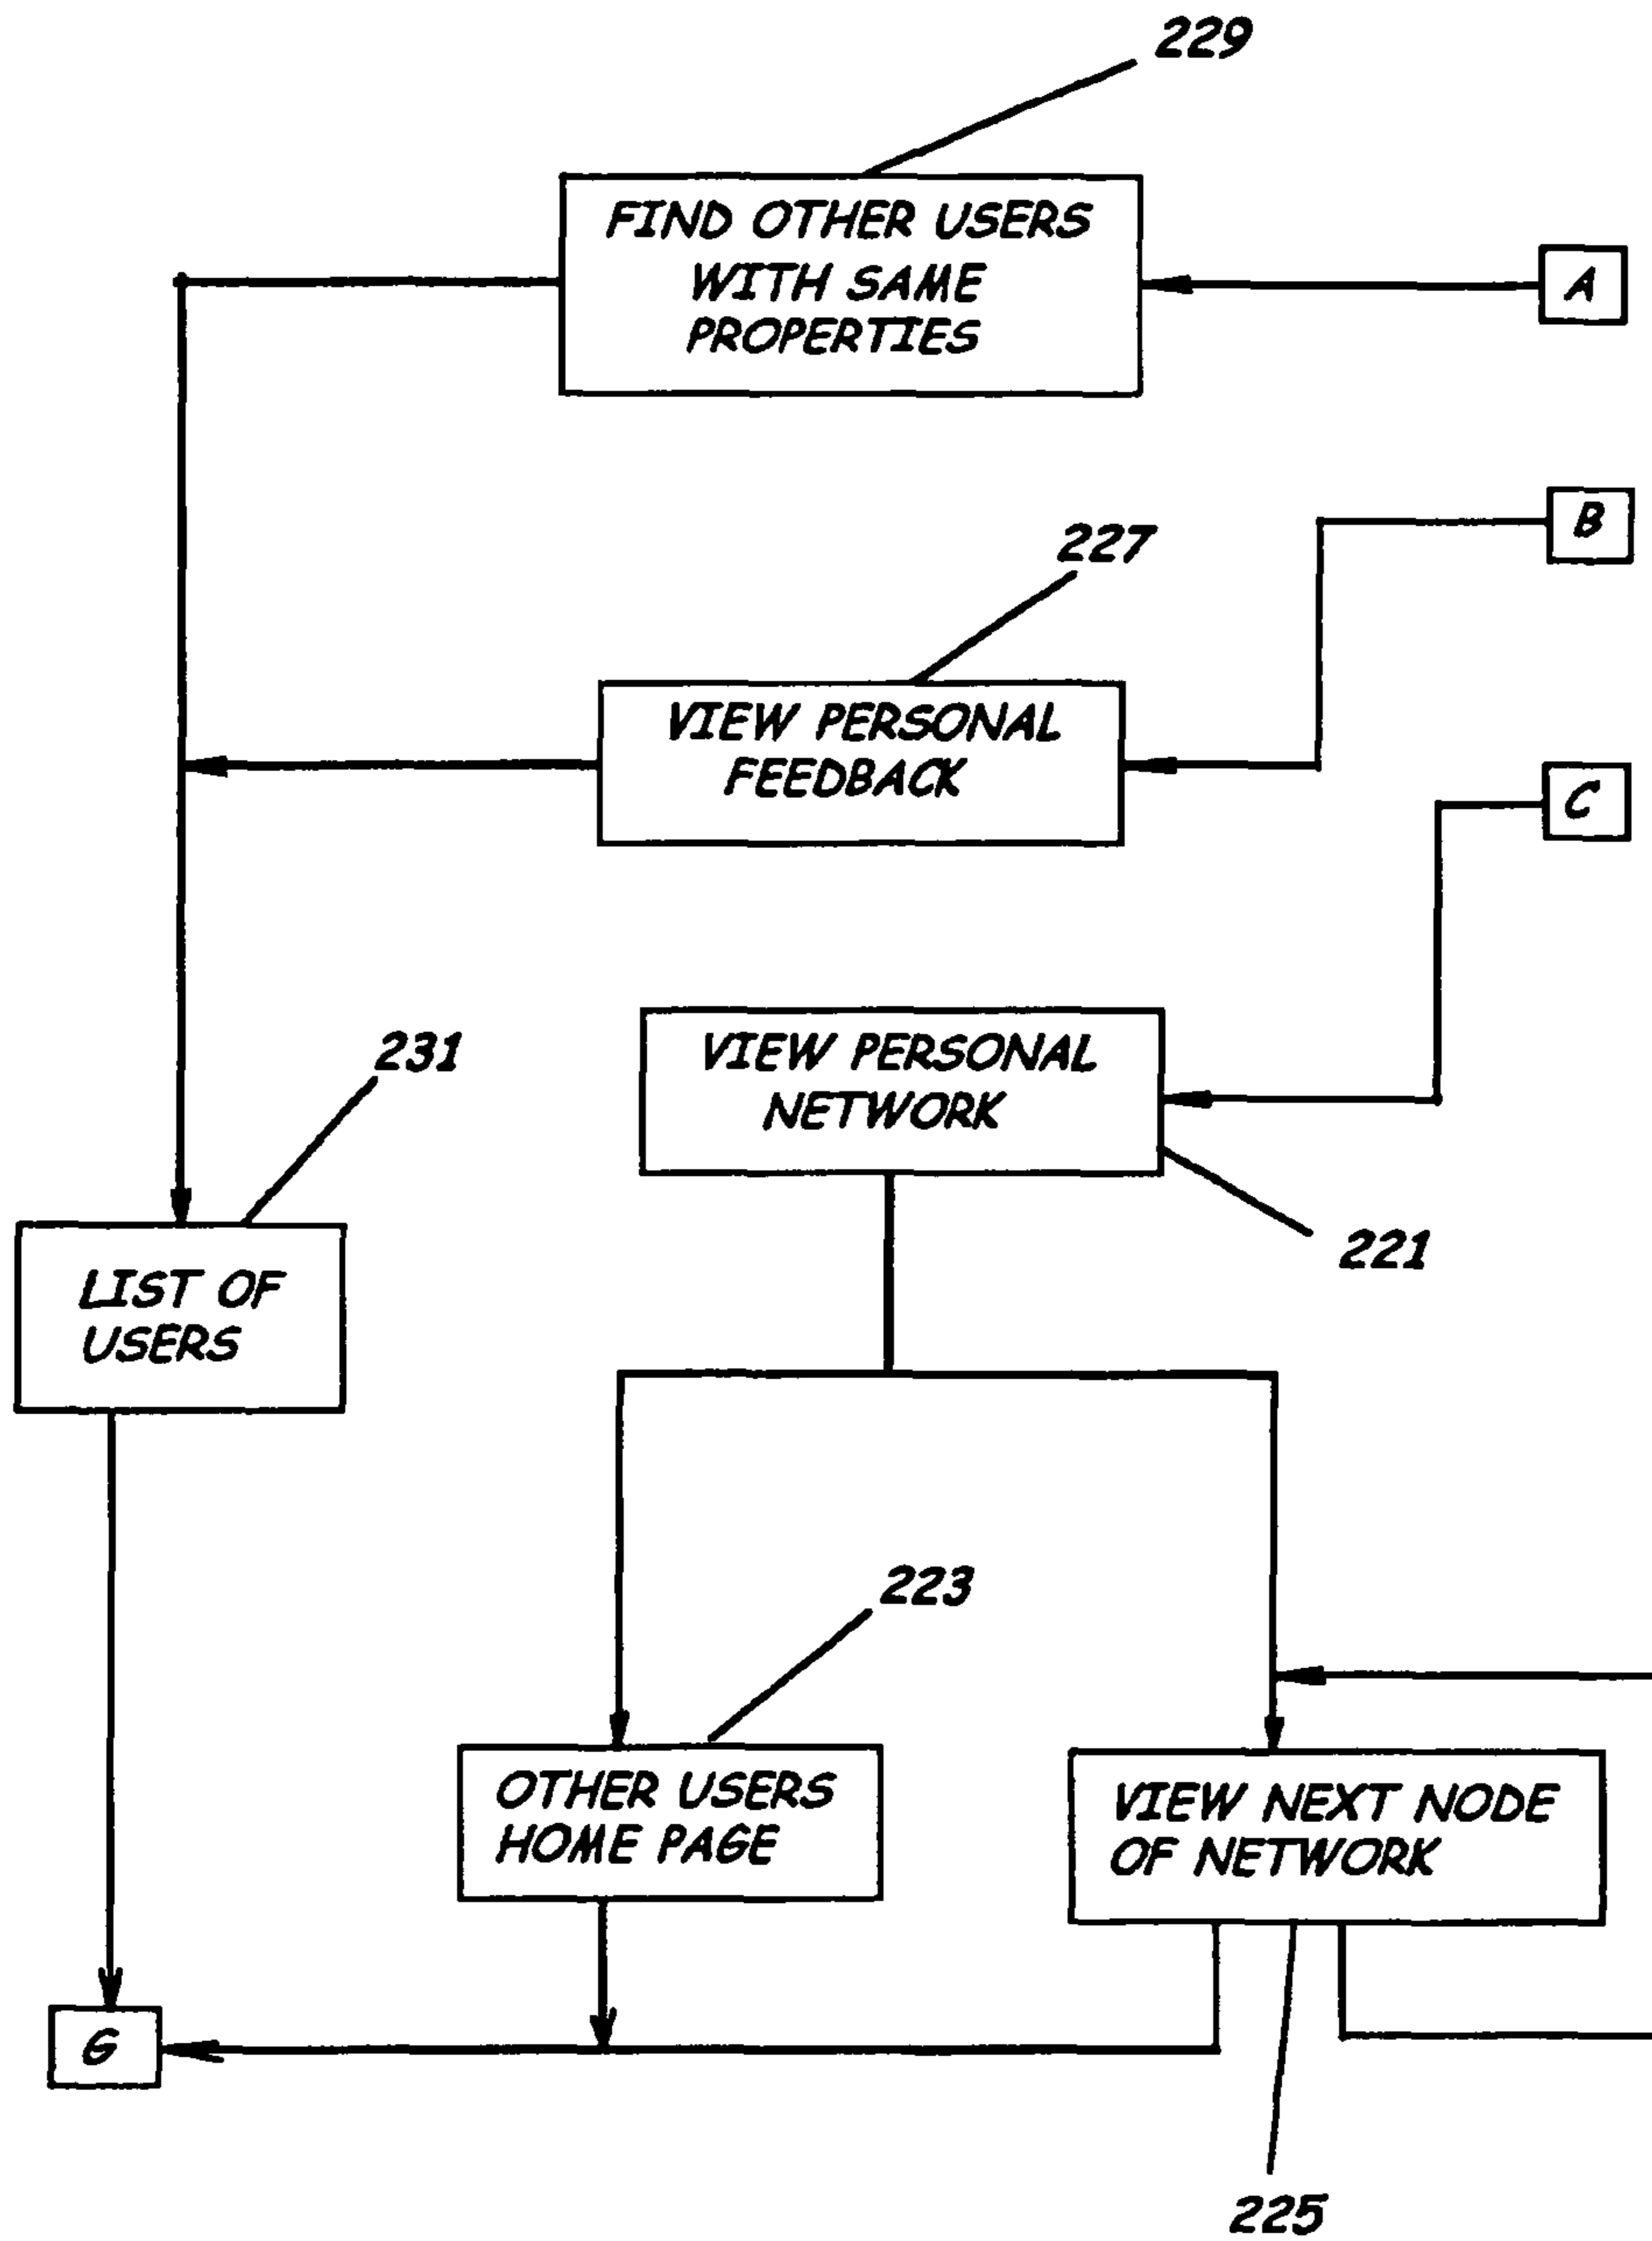 229
FIND OTHER USERS
WITH SAME
PROPERTIES
A
B
227
VIEW PERSONAL
FEEDBACK
C
231
VIEW PERSONAL
NETWORK
221
LIST OF
USERS
223
OTHER USERS
HOME PAGE
VIEW NEXT NODE
OF NETWORK
G
225